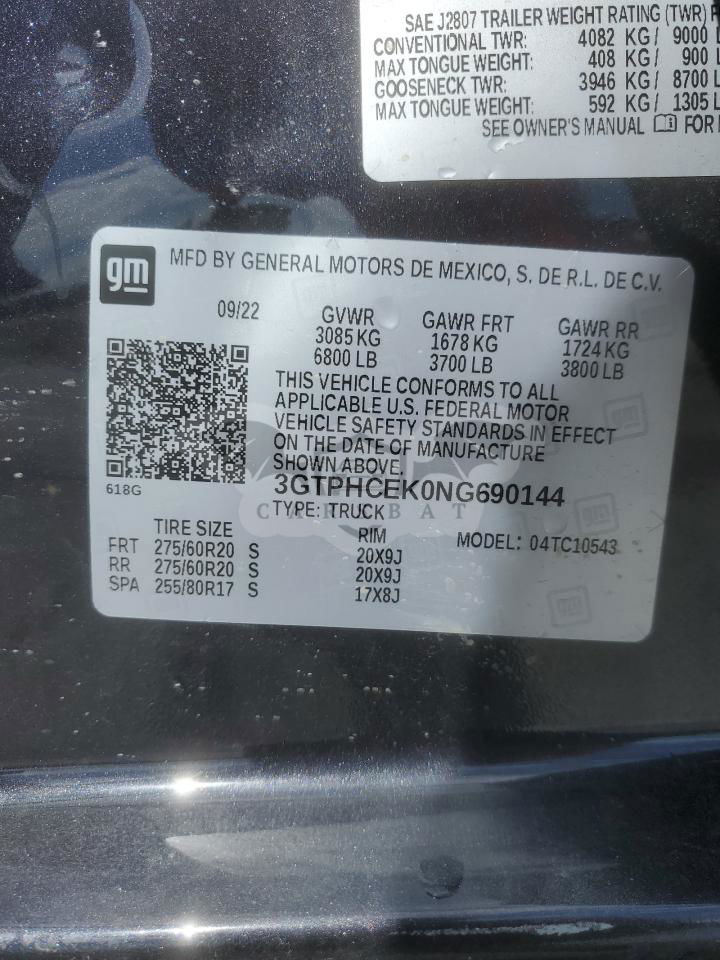 SAE J2807 TRAILER WEIGHT RATING (TWR)
CONVENTIONAL TWR: 4082 KG/ 9000
MAX TONGUE WEIGHT: 408 KG/ 900
GOOSENECK TWR: 3946 KG/ 8700
MAX TONGUE WEIGHT: 592 KG/ 1305
SEE OWNER'S MANUAL FOR
gm MFD BY GENERAL MOTORS DE MEXICO, S. DE R.L. DE C.V.
09/22 GVWR GAWR FRT GAWR RR
3085 KG 1678 KG 1724 KG
6800 LB 3700 LB 3800 LB
THIS VEHICLE CONFORMS TO ALL
APPLICABLE U.S. FEDERAL MOTOR
VEHICLE SAFETY STANDARDS IN EFFECT
ON THE DATE OF MANUFACTURE
SHOWN ABOVE.
618G
3GTPHCEK0NG690144
CARCBAT
TYPE: TRUCK
TIRE SIZE RIM MODEL: 04TC10543
FRT 275/60R20 S 20X9J
RR 275/60R20 S 20X9J
SPA 255/80R17 S 17X8J